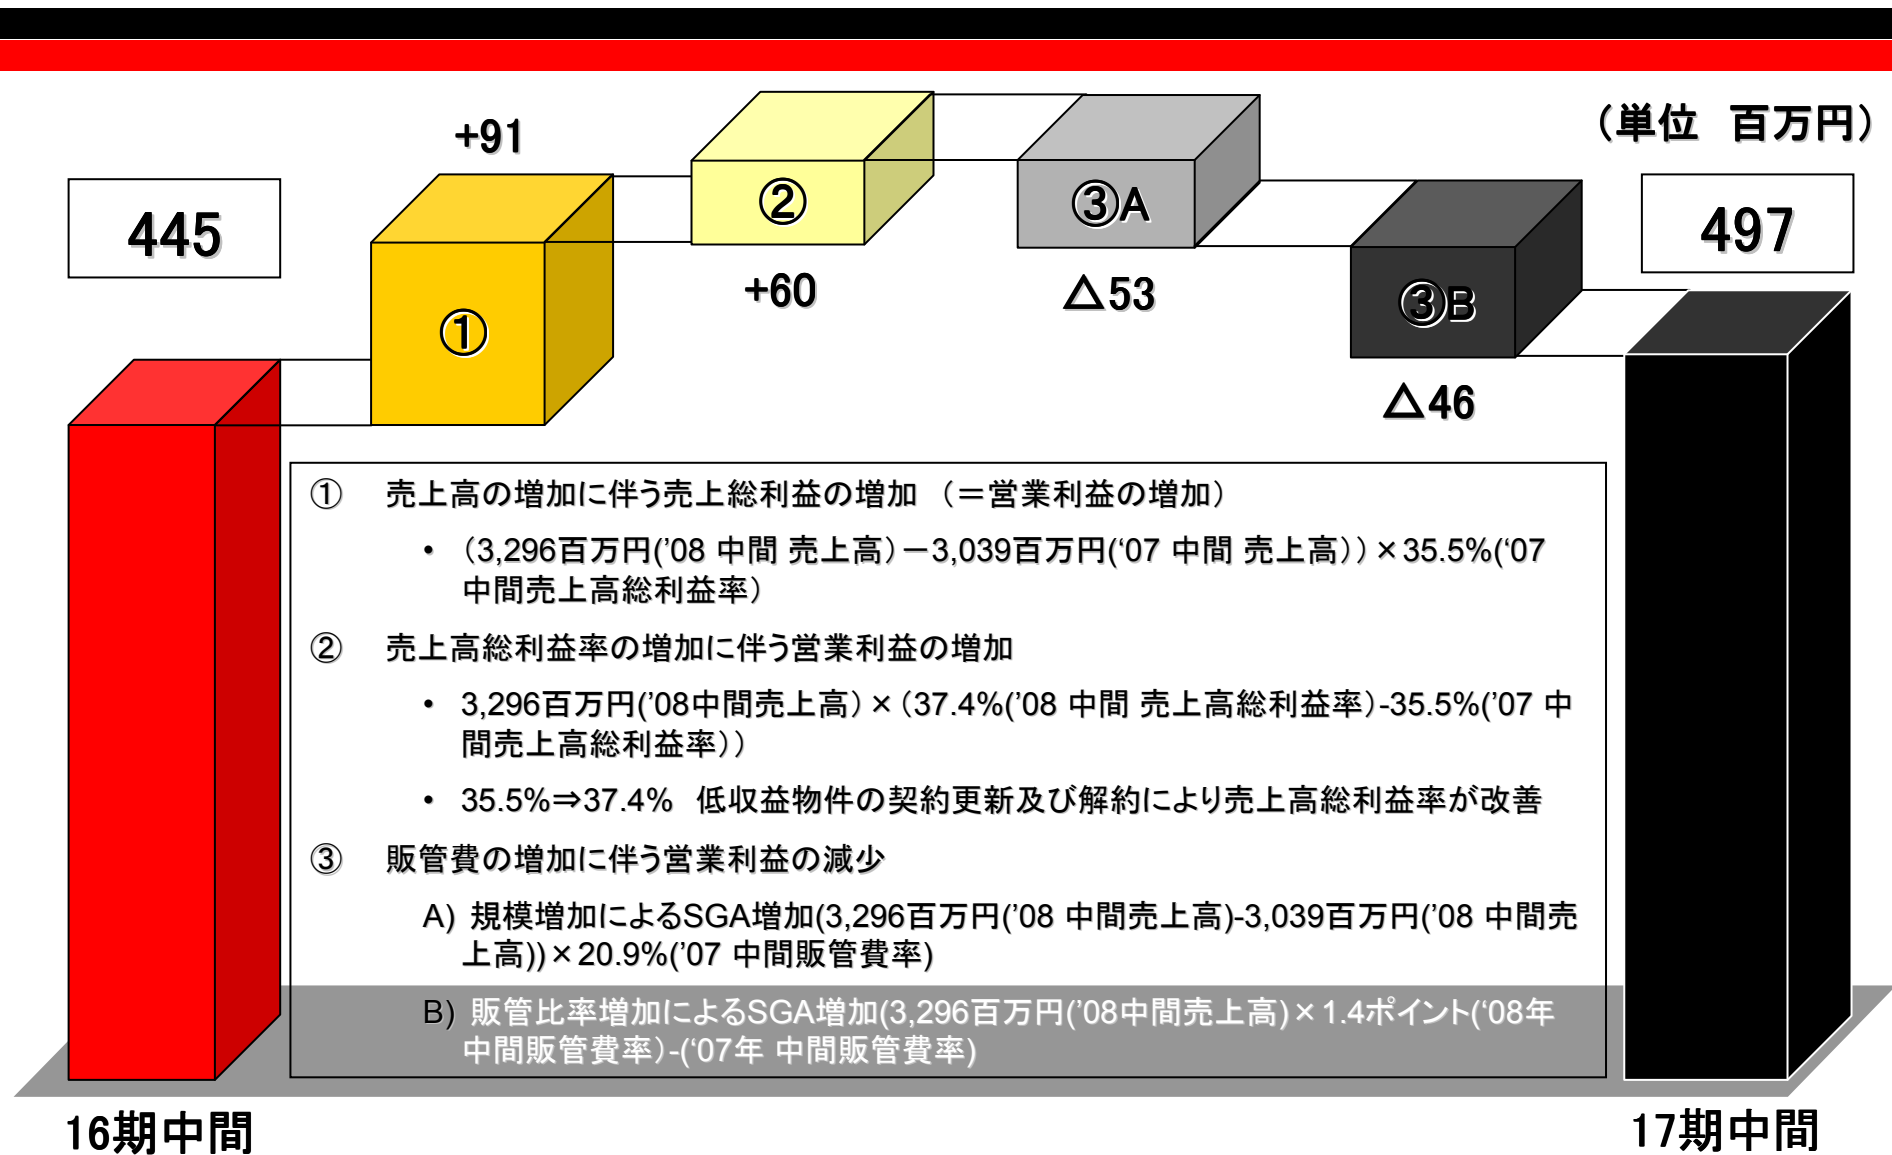 （単位　百万円）
445
+91
①
②
+60
③A
△53
③B
△46
497
①　売上高の増加に伴う売上総利益の増加　（＝営業利益の増加）
•（3,296百万円('08 中間 売上高）－3,039百万円(‘07 中間 売上高））×35.5%(‘07
中間売上高総利益率）
②　売上高総利益率の増加に伴う営業利益の増加
• 3,296百万円('08中間売上高）×（37.4%('08 中間 売上高総利益率）-35.5%('07 中
間売上高総利益率））
• 35.5%⇒37.4%　低収益物件の契約更新及び解約により売上高総利益率が改善
③　販管費の増加に伴う営業利益の減少
A) 規模増加によるSGA増加(3,296百万円('08 中間売上高)-3,039百万円('08 中間売
上高))×20.9%('07 中間販管費率)
B) 販管比率増加によるSGA増加(3,296百万円('08中間売上高)×1.4ポイント(‘08年
中間販管費率）-(‘07年 中間販管費率)
16期中間
17期中間